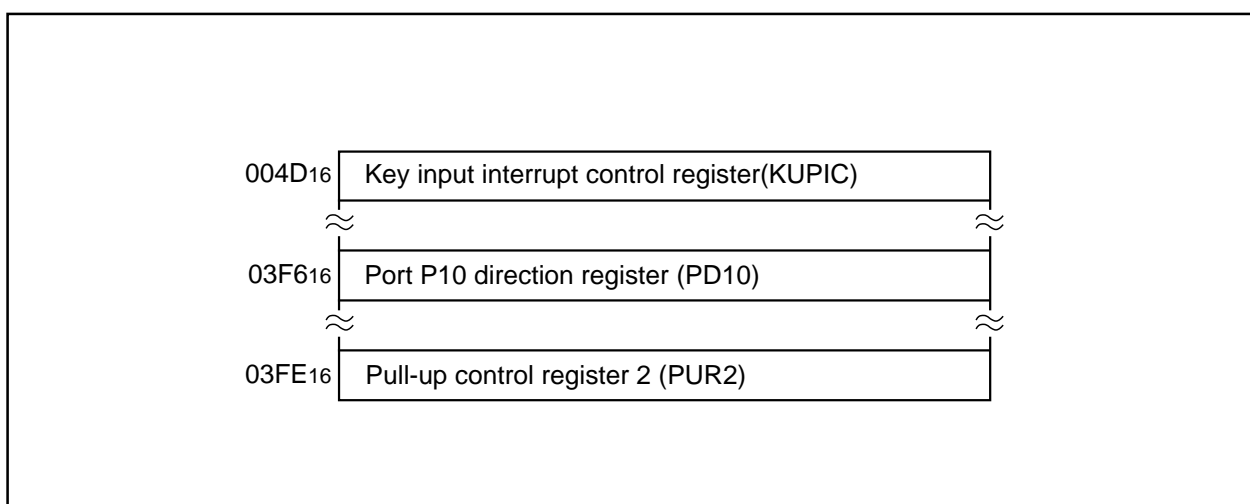 004D16 Key input interrupt control register(KUPIC)
03F616 Port P10 direction register (PD10)
03FE16 Pull-up control register 2 (PUR2)